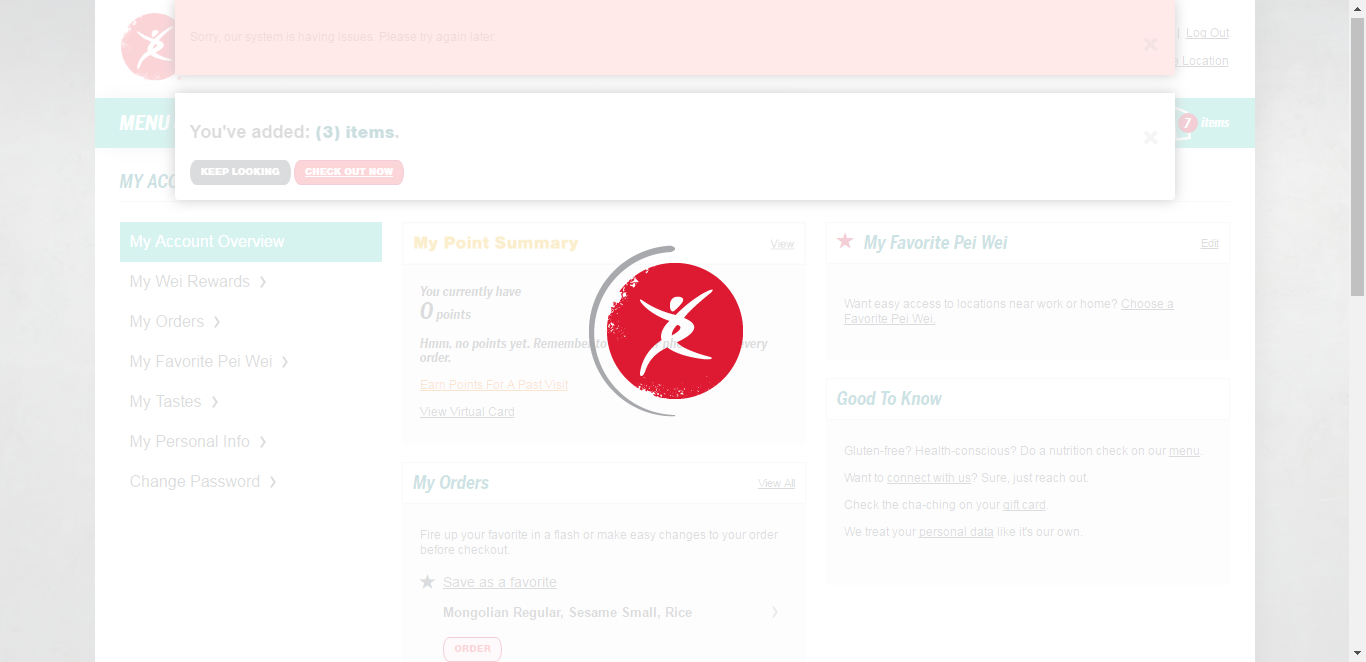 Sorry, our system is having issues. Please try again later.
| Log Out
Location
You've added: (3) items.
KEEP LOOKING CHECK OUT NOW
MENU
7 items
MY
My Account Overview
My Wei Rewards
My Orders
My Favorite Pei Wei
My Tastes
My Personal Info
Change Password
My Point Summary View
You currently have
0 points
Hmm, no points yet. Remember to every
order.
Earn Points For A Past Visit
View Virtual Card
My Orders View All
Fire up your favorite in a flash or make easy changes to your order
before checkout.
Save as a favorite
Mongolian Regular, Sesame Small, Rice
ORDER
My Favorite Pei Wei Edit
Want easy access to locations near work or home? Choose a
Favorite Pei Wei.
Good To Know
Gluten-free? Health-conscious? Do a nutrition check on our menu.
Want to connect with us? Sure, just reach out.
Check the cha-ching on your gift card.
We treat your personal data like it's our own.